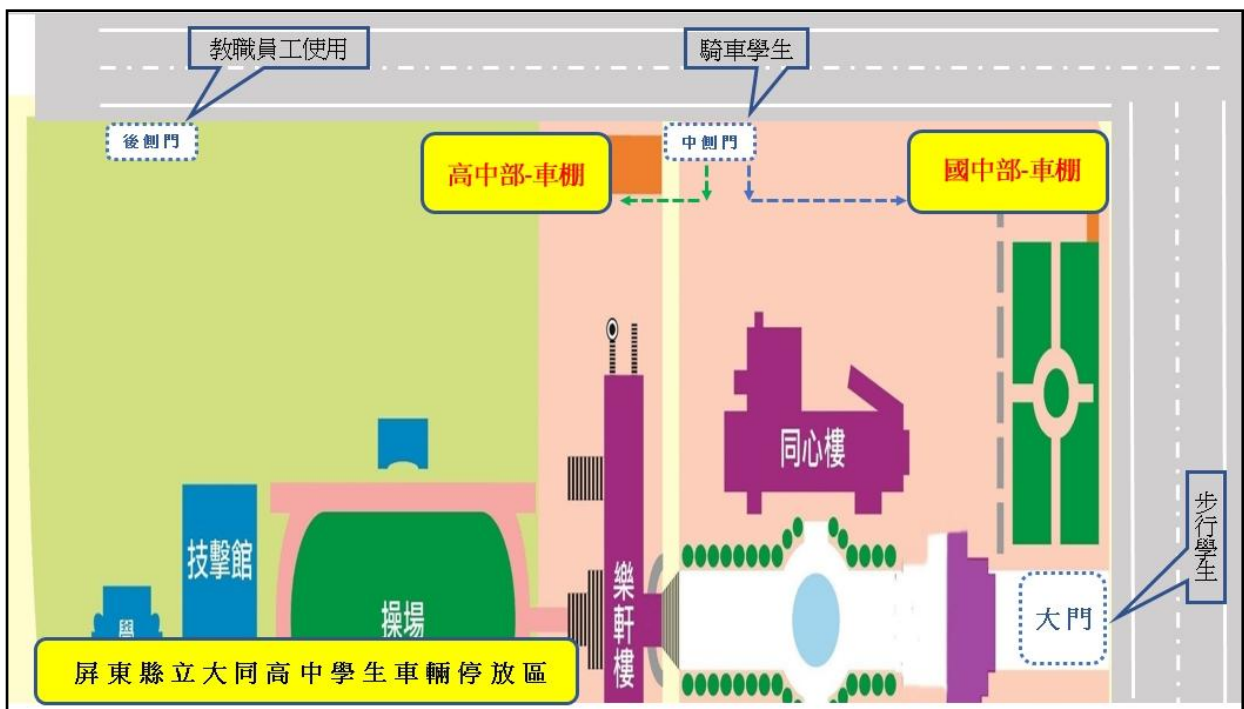 教職員工使用
騎車學生
後側門
中側門
高中部-車棚
國中部-車棚
同心樓
步行學生
技擊館
樂軒樓
操場
大門
屏東縣立大同高中學生車輛停放區